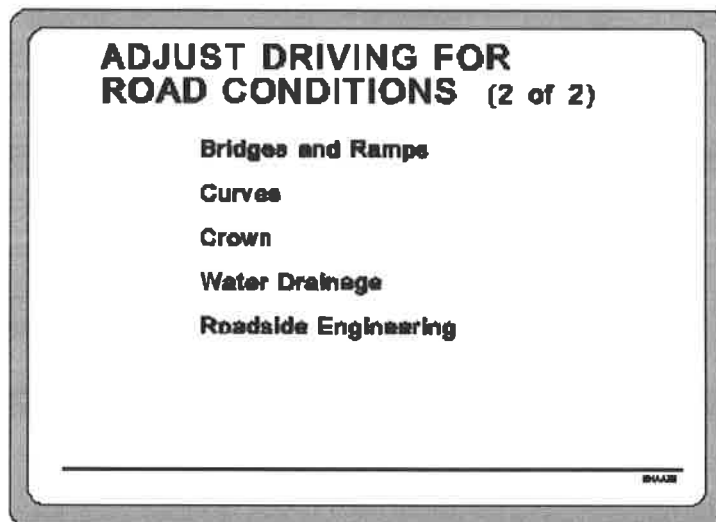 ADJUST DRIVING FOR
ROAD CONDITIONS (2 of 2)
Bridges and Ramps
Curves
Crown
Water Drainage
Roadside Engineering